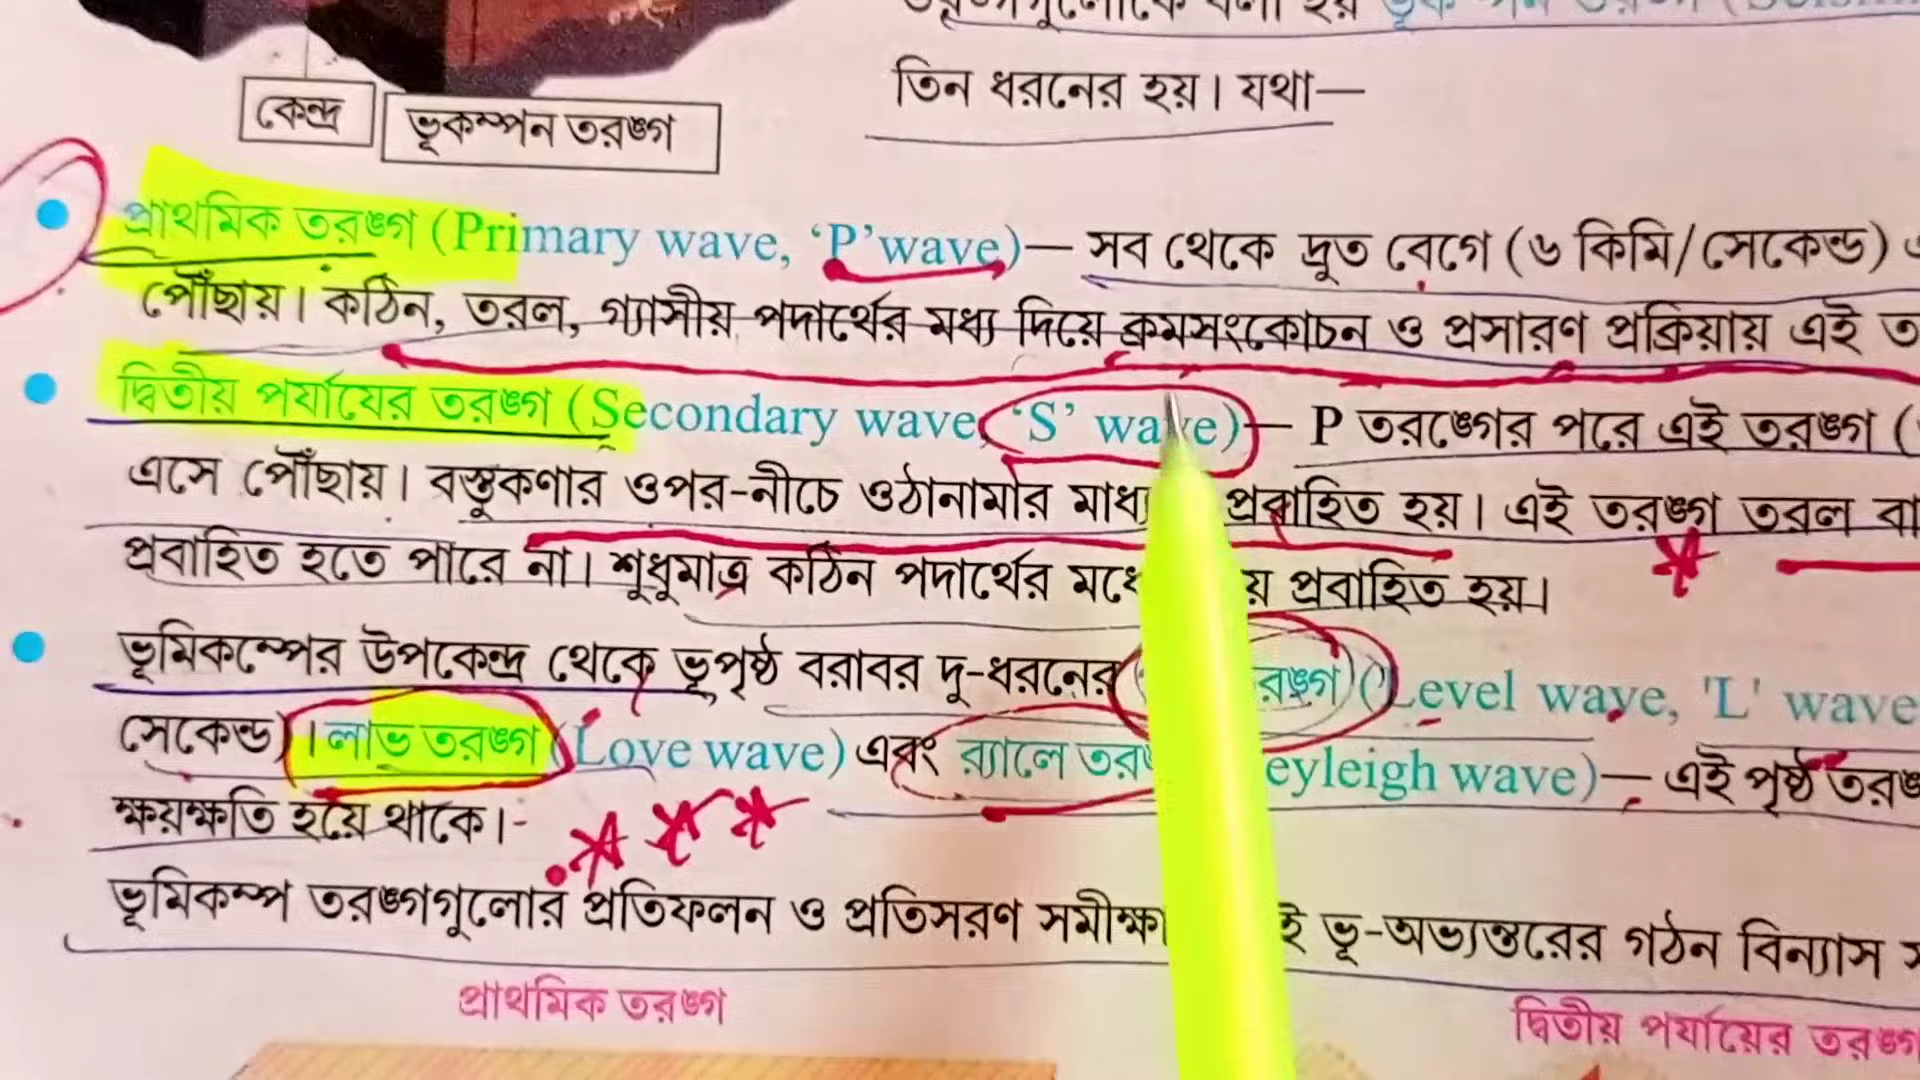 তিন ধরনের হয়। যথা—
কেন্দ্র
ভূকম্পন তরঙ্গ
প্রাথমিক তরঙ্গ (Primary wave, ‘P’wave)— সব থেকে দ্রুত বেগে (৬ কিমি/সেকেন্ড)
পৌঁছায়। কঠিন, তরল, গ্যাসীয় পদার্থের মধ্য দিয়ে ক্রমসংকোচন ও প্রসারণ প্রক্রিয়ায় এই
দ্বিতীয় পর্যায়ের তরঙ্গ (Secondary wave, ‘S’ wave)— P তরঙ্গের পরে এই তরঙ্গ (
এসে পৌঁছায়। বস্তুকণার ওপর-নীচে ওঠানামার প্রবাহিত হয়। এই তরঙ্গ তরল বা
প্রবাহিত হতে পারে না। শুধুমাত্র কঠিন পদার্থের প্রবাহিত হয়।
ভূমিকম্পের উপকেন্দ্র থেকে ভূপৃষ্ঠ বরাবর দু-ধরনের (Level wave, 'L' wave
সেকেন্ড)। লাভ তরঙ্গ (Love wave) এবং র‍্যালে eyleigh wave)— এই পৃষ্ঠ তরঙ্গ
ক্ষয়ক্ষতি হয়ে থাকে।
ভূমিকম্প তরঙ্গগুলোর প্রতিফলন ও প্রতিসরণ সমীক্ষা ভূ-অভ্যন্তরের গঠন বিন্যাস
প্রাথমিক তরঙ্গ
দ্বিতীয় পর্যায়ের তরঙ্গ